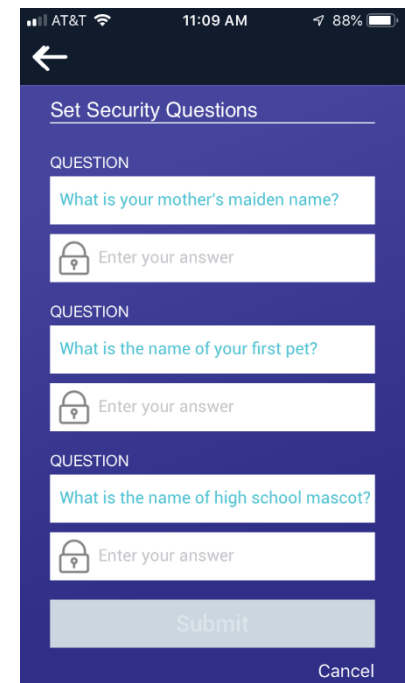 AT&T 11:09 AM 88%
Set Security Questions
QUESTION
What is your mother's maiden name?
Enter your answer
QUESTION
What is the name of your first pet?
Enter your answer
QUESTION
What is the name of high school mascot?
Enter your answer
Submit
Cancel